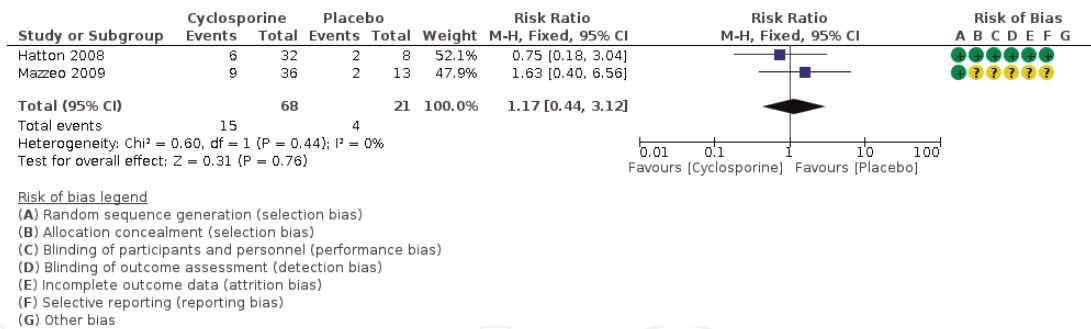 Cyclosporine Placebo Risk Ratio Risk Ratio Risk of Bias
Study or Subgroup Events Total Events Total Weight M-H, Fixed, 95% CI M-H, Fixed, 95% CI A B C D E F G
Hatton 2008 6 32 2 8 52.1% 0.75 [0.18, 3.04] + + + + + +
Mazzeo 2009 9 36 2 13 47.9% 1.63 [0.40, 6.56] + ? ? ? ? ?
Total (95% CI) 68 21 100.0% 1.17 [0.44, 3.12]
Total events 15 4
Heterogeneity: Chi² = 0.60, df = 1 (P = 0.44); I² = 0%
Test for overall effect: Z = 0.31 (P = 0.76)
0.01 0.1 1 10 100
Favours [Cyclosporine] Favours [Placebo]
Risk of bias legend
(A) Random sequence generation (selection bias)
(B) Allocation concealment (selection bias)
(C) Blinding of participants and personnel (performance bias)
(D) Blinding of outcome assessment (detection bias)
(E) Incomplete outcome data (attrition bias)
(F) Selective reporting (reporting bias)
(G) Other bias